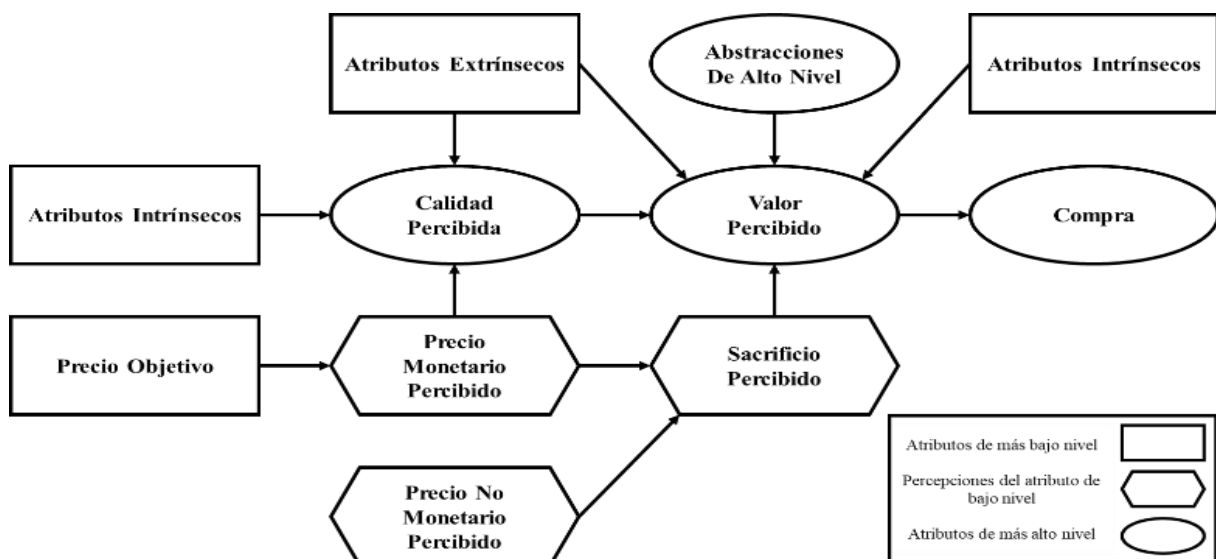 Atributos Extrínsecos
Abstracciones
De Alto Nivel
Atributos Intrínsecos
Atributos Intrínsecos
Calidad
Percibida
Valor
Percibido
Compra
Precio Objetivo
Precio
Monetario
Percibido
Sacrificio
Percibido
Precio No
Monetario
Percibido
Atributos de más bajo nivel
Percepciones del atributo de
bajo nivel
Atributos de más alto nivel